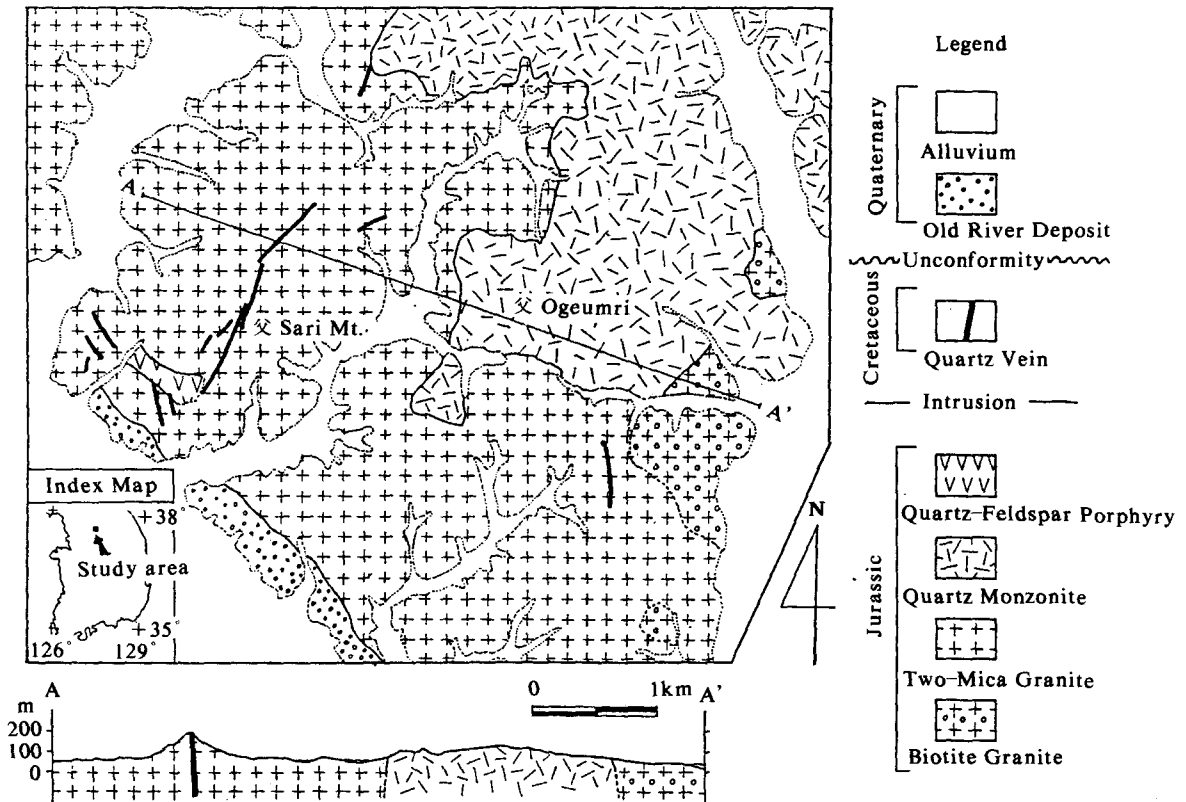 A
父 Sari Mt.
父 Ogeumri
A'
Index Map
38
Study area
35°
126°
129°
N
A
m
200
100
0
0
1km
A'
Legend
Quaternary
Alluvium
Old River Deposit
Unconformity
Cretaceous
Quartz Vein
Intrusion
Jurassic
Quartz-Feldspar Porphyry
Quartz Monzonite
Two-Mica Granite
Biotite Granite